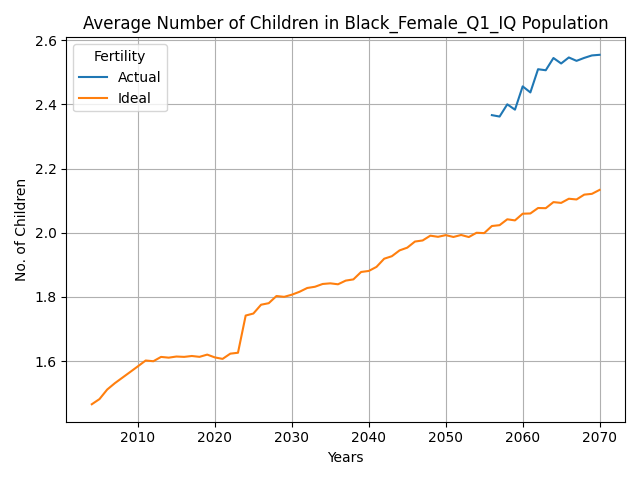 Average Number of Children in Black_Female_Q1_IQ Population
Fertility
Actual
Ideal
No. of Children
2.6
2.4
2.2
2.0
1.8
1.6
2010 2020 2030 2040 2050 2060 2070
Years